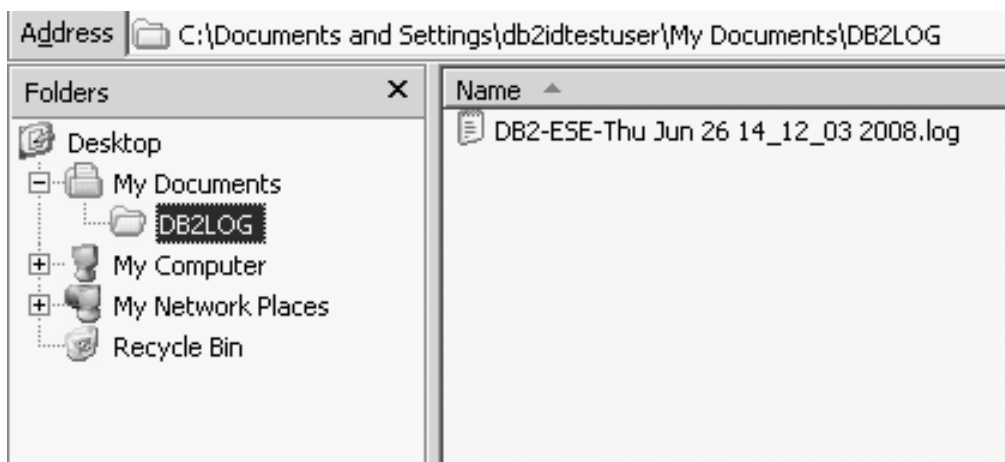 Address C:\Documents and Settings\db2idtestuser\My Documents\DB2LOG
Folders
Desktop
My Documents
DB2LOG
My Computer
My Network Places
Recycle Bin
Name
DB2-ESE-Thu Jun 26 14_12_03 2008.log